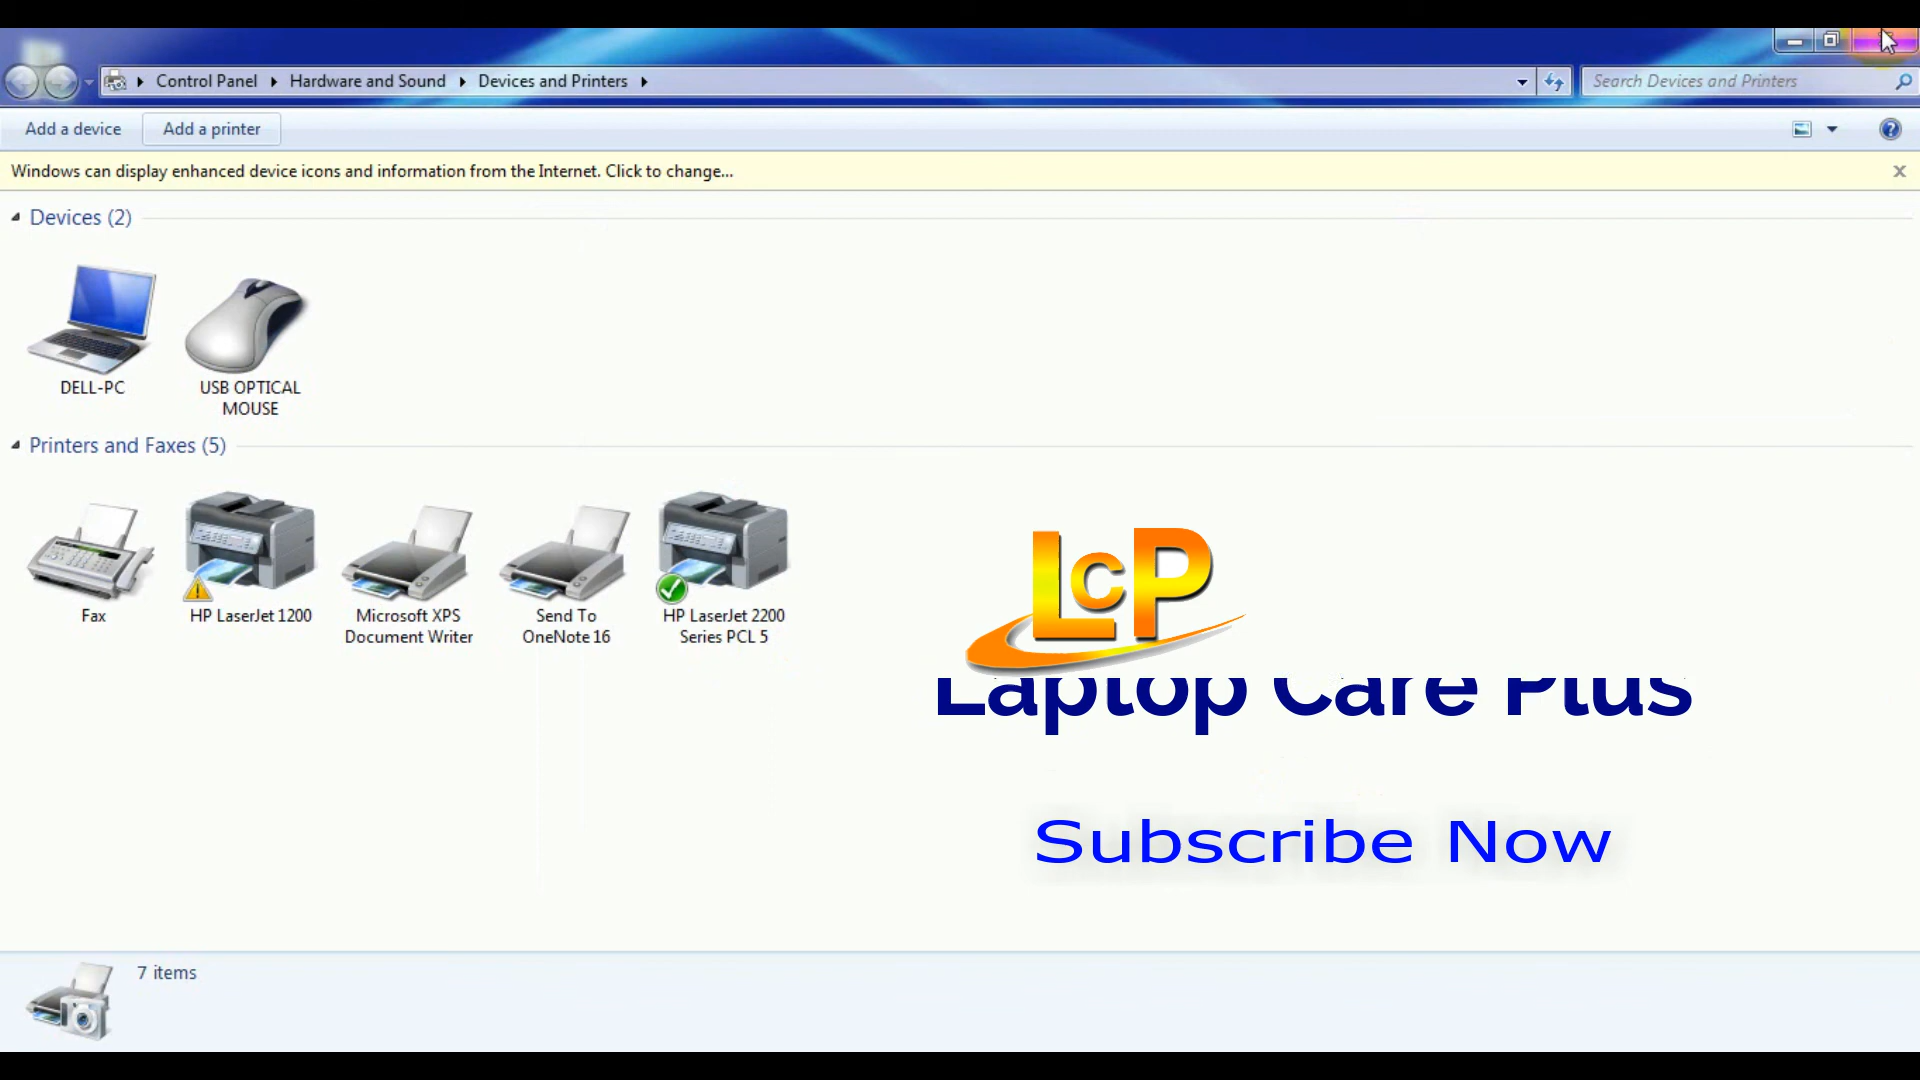 Control Panel Hardware and Sound Devices and Printers
Search Devices and Printers
Add a device Add a printer
Windows can display enhanced device icons and information from the Internet. Click to change...
Devices (2)
DELL-PC
USB OPTICAL
MOUSE
Printers and Faxes (5)
Fax
HP LaserJet 1200
Microsoft XPS
Document Writer
Send To
OneNote 16
HP LaserJet 2200
Series PCL 5
LCP
Laptop Care Plus
Subscribe Now
7 items